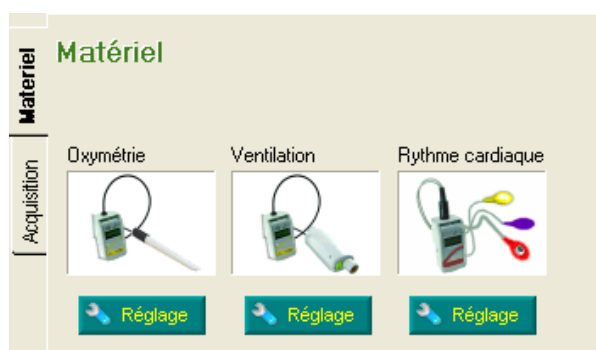 Matériel
Materiel
Acquisition
Oxymétrie
Ventilation
Rythme cardiaque
Réglage
Réglage
Réglage